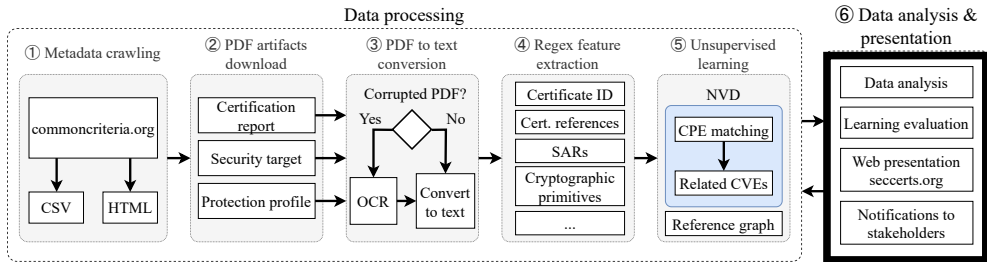 Data processing
① Metadata crawling
commoncriteria.org
CSV
HTML
② PDF artifacts
download
Certification
report
Security target
Protection profile
③ PDF to text
conversion
Corrupted PDF?
Yes
No
OCR
Convert
to text
④ Regex feature
extraction
Certificate ID
Cert. references
SARs
Cryptographic
primitives
...
⑤ Unsupervised
learning
NVD
CPE matching
Related CVEs
Reference graph
⑥ Data analysis &
presentation
Data analysis
Learning evaluation
Web presentation
seccerts.org
Notifications to
stakeholders